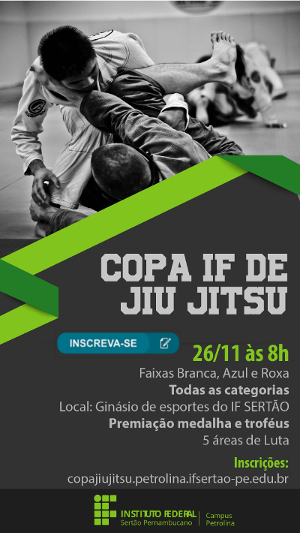 COPA IF DE
JIU JITSU
INSCREVA-SE
26/11 às 8h
Faixas Branca, Azul e Roxa
Todas as categorias
Local: Ginásio de esportes do IF SERTÃO
Premiação medalha e troféus
5 áreas de Luta
Inscrições:
copajiujitsu.petrolina.ifsertao-pe.edu.br
INSTITUTO FEDERAL
Sertão Pernambucano
Campus
Petrolina